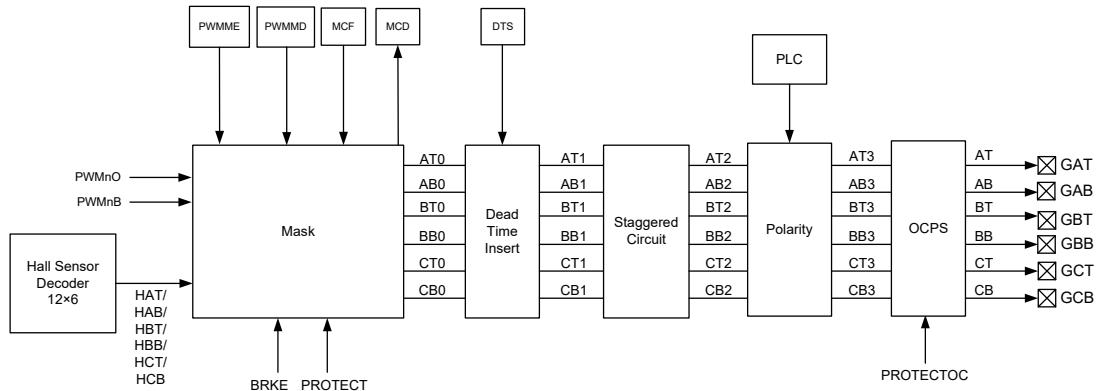 PWMME
PWMMD
MCF
MCD
DTS
PLC
PWMnO
PWMnB
Hall Sensor
Decoder
12×6
HAT/
HAB/
HBT/
HBB/
HCT/
HCB
Mask
BRKE
PROTECT
AT0
AB0
BT0
BB0
CT0
CB0
Dead
Time
Insert
AT1
AB1
BT1
BB1
CT1
CB1
Staggered
Circuit
AT2
AB2
BT2
BB2
CT2
CB2
Polarity
AT3
AB3
BT3
BB3
CT3
CB3
OCPS
PROTECTOC
AT
AB
BT
BB
CT
CB
GAT
GAB
GBT
GBB
GCT
GCB